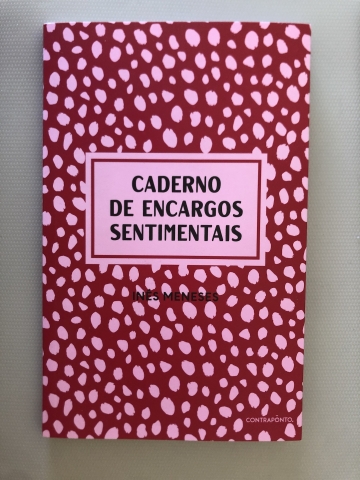 CADERNO
DE ENCARGOS
SENTIMENTAIS
INÊS MENESES
CONTRAPONTO.